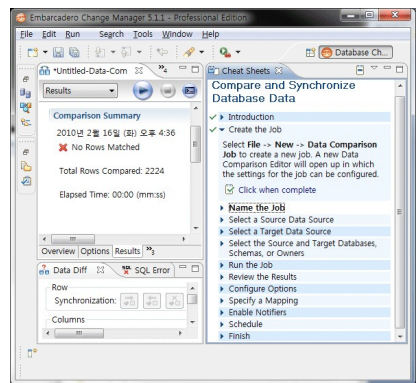 Embarcadero Change Manager 5.1.1 - Professional Edition
File Edit Run Search Tools Window Help
Database Ch...
*Untitled-Data-Com
»4
Results
Comparison Summary
2010년 2월 16일 (화) 오후 4:36
No Rows Matched
Total Rows Compared: 2224
Elapsed Time: 00:00 (mm:ss)
Overview Options Results »3
Data Diff
SQL Error
Row
Synchronization:
Columns
Cheat Sheets
Compare and Synchronize
Database Data
Introduction
Create the Job
Select File -> New -> Data Comparison
Job to create a new job. A new Data
Comparison Editor will open up in which
the settings for the job can be configured.
Click when complete
Name the Job
Select a Source Data Source
Select a Target Data Source
Select the Source and Target Databases,
Schemas, or Owners
Run the Job
Review the Results
Configure Options
Specify a Mapping
Enable Notifiers
Schedule
Finish